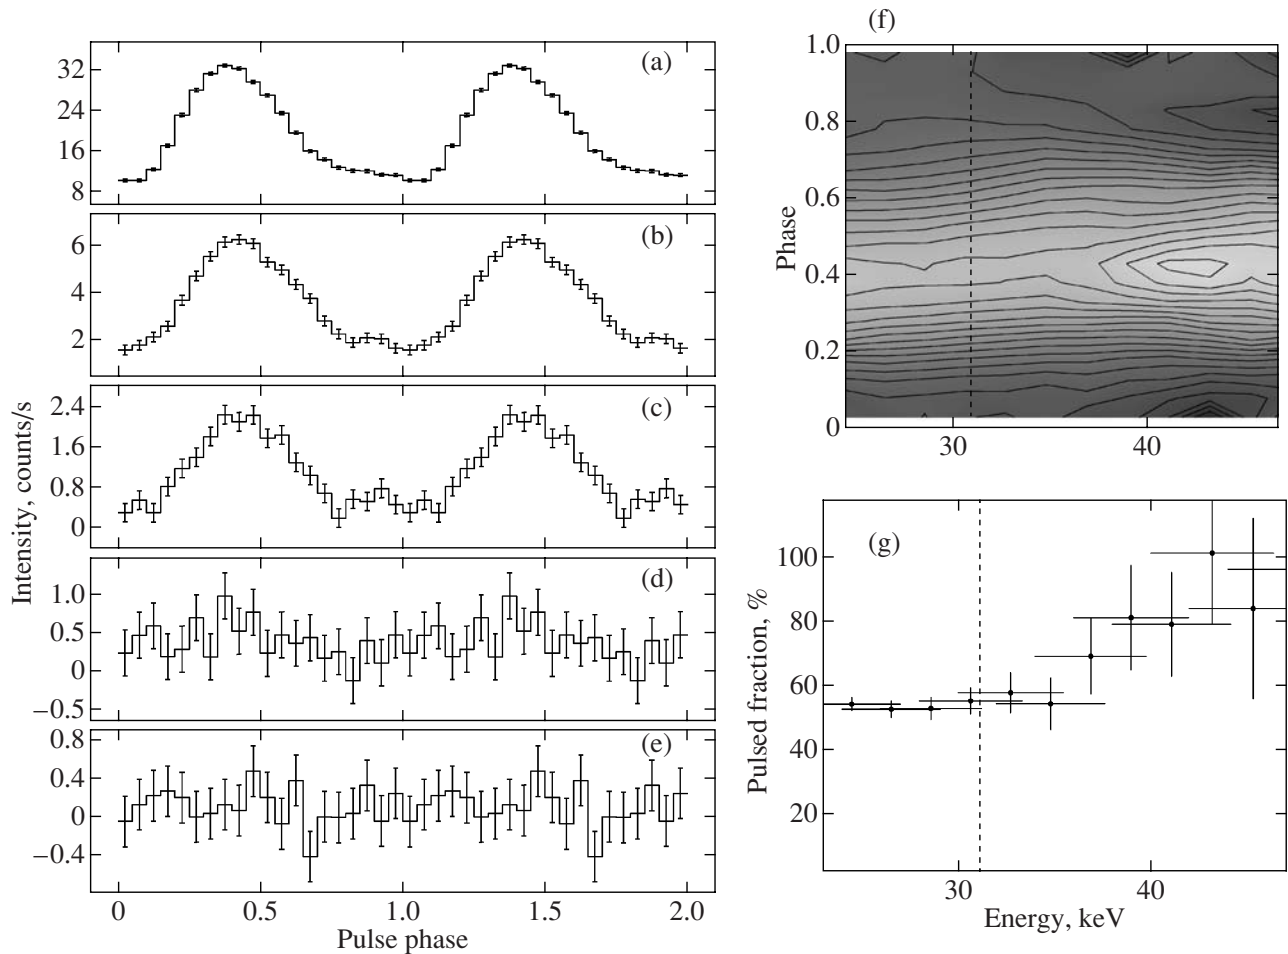 (a)
32
24
16
8
(b)
6
4
2
(c)
2.4
1.6
0.8
0
(d)
1.0
0.5
0
−0.5
(e)
0.8
0.4
0
−0.4
0 0.5 1.0 1.5 2.0
Pulse phase
Intensity, counts/s
(f)
1.0
0.8
0.6
0.4
0.2
0
Phase
30 40
(g)
100
80
60
40
20
Pulsed fraction, %
30 40
Energy, keV